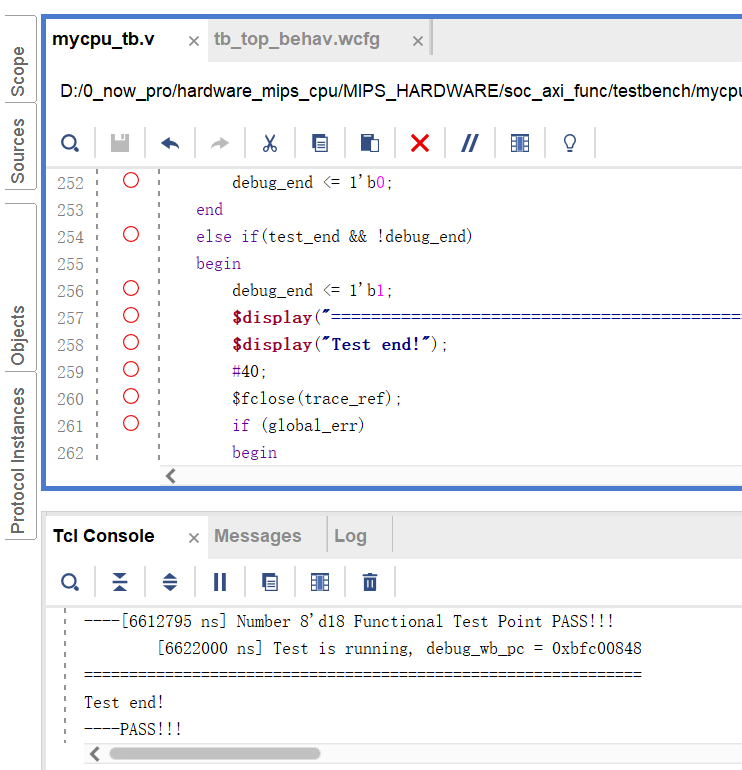 Scope
Sources
Objects
Protocol Instances
mycpu_tb.v
tb_top_behav.wcfg
D:/0_now_pro/hardware_mips_cpu/MIPS_HARDWARE/soc_axi_func/testbench/mycpu
252 debug_end <= 1'b0;
253 end
254 else if(test_end && !debug_end)
255 begin
256 debug_end <= 1'b1;
257 $display("==========================================
258 $display("Test end!");
259 #40;
260 $fclose(trace_ref);
261 if (global_err)
262 begin
Tcl Console
Messages
Log
----[6612795 ns] Number 8'd18 Functional Test Point PASS!!!
[6622000 ns] Test is running, debug_wb_pc = 0xbfc00848
==============================================================
Test end!
----PASS!!!